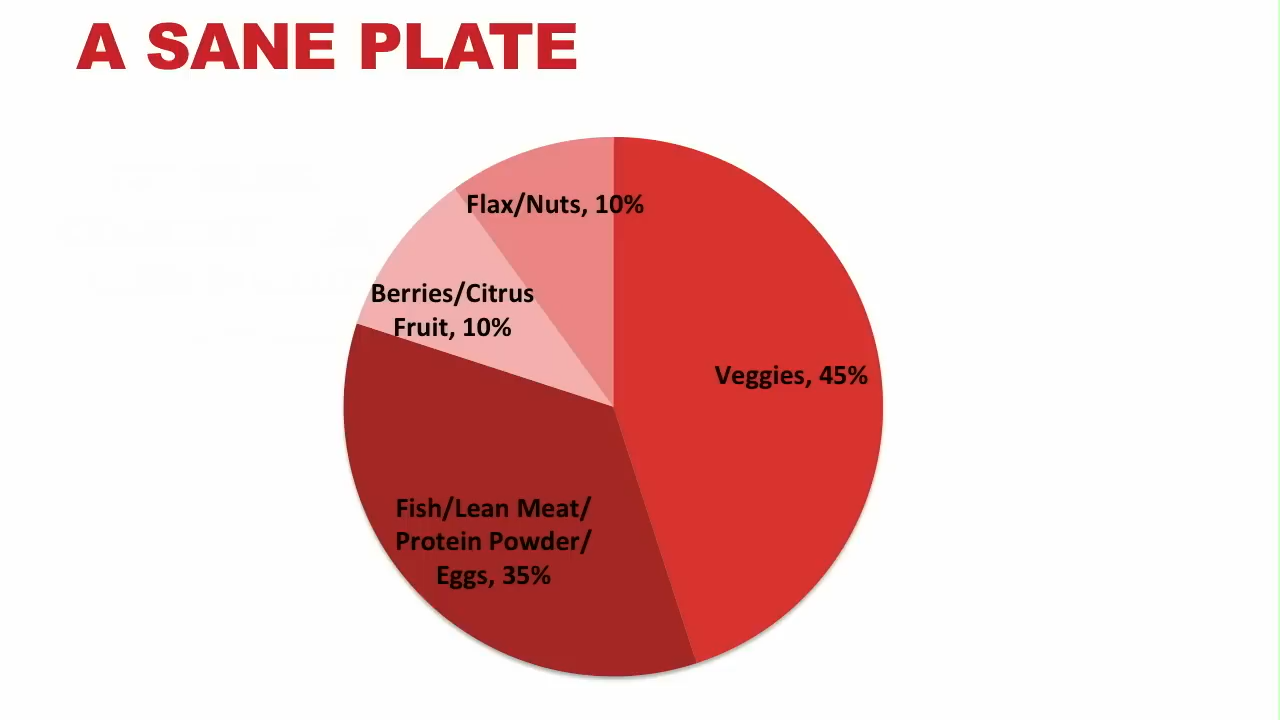 A SANE PLATE
Flax/Nuts, 10%
Berries/Citrus
Fruit, 10%
Veggies, 45%
Fish/Lean Meat/
Protein Powder/
Eggs, 35%